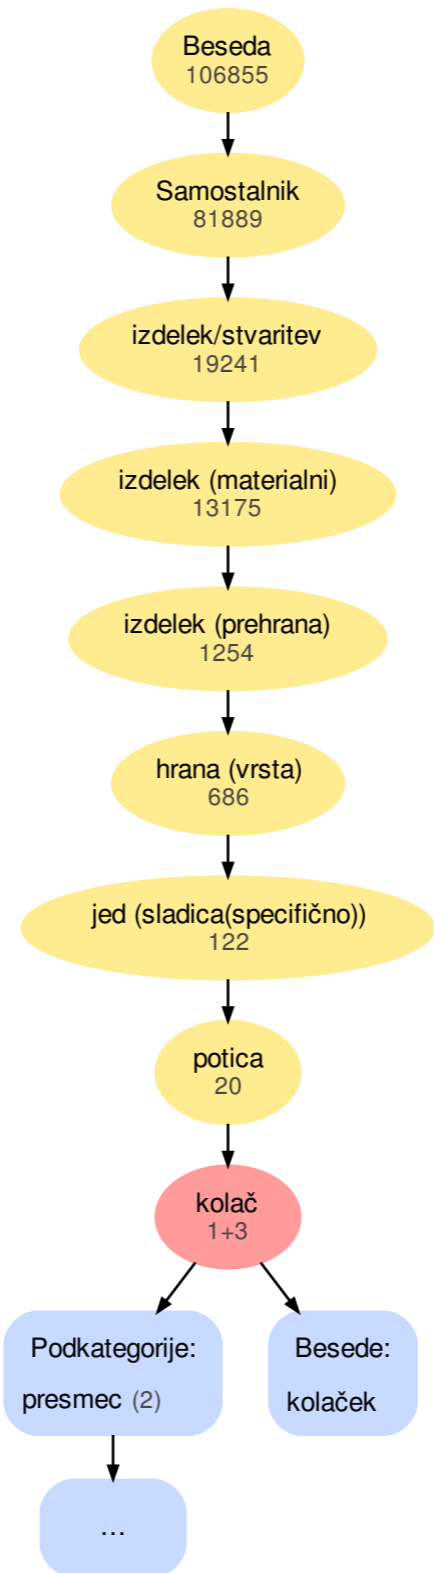 Beseda
106855
Samostalnik
81889
izdelek/stvaritev
19241
izdelek (materialni)
13175
izdelek (prehrana)
1254
hrana (vrsta)
686
jed (sladica(specifično))
122
potica
20
kolač
1+3
Podkategorije:
presmec (2)
Besede:
kolaček
...